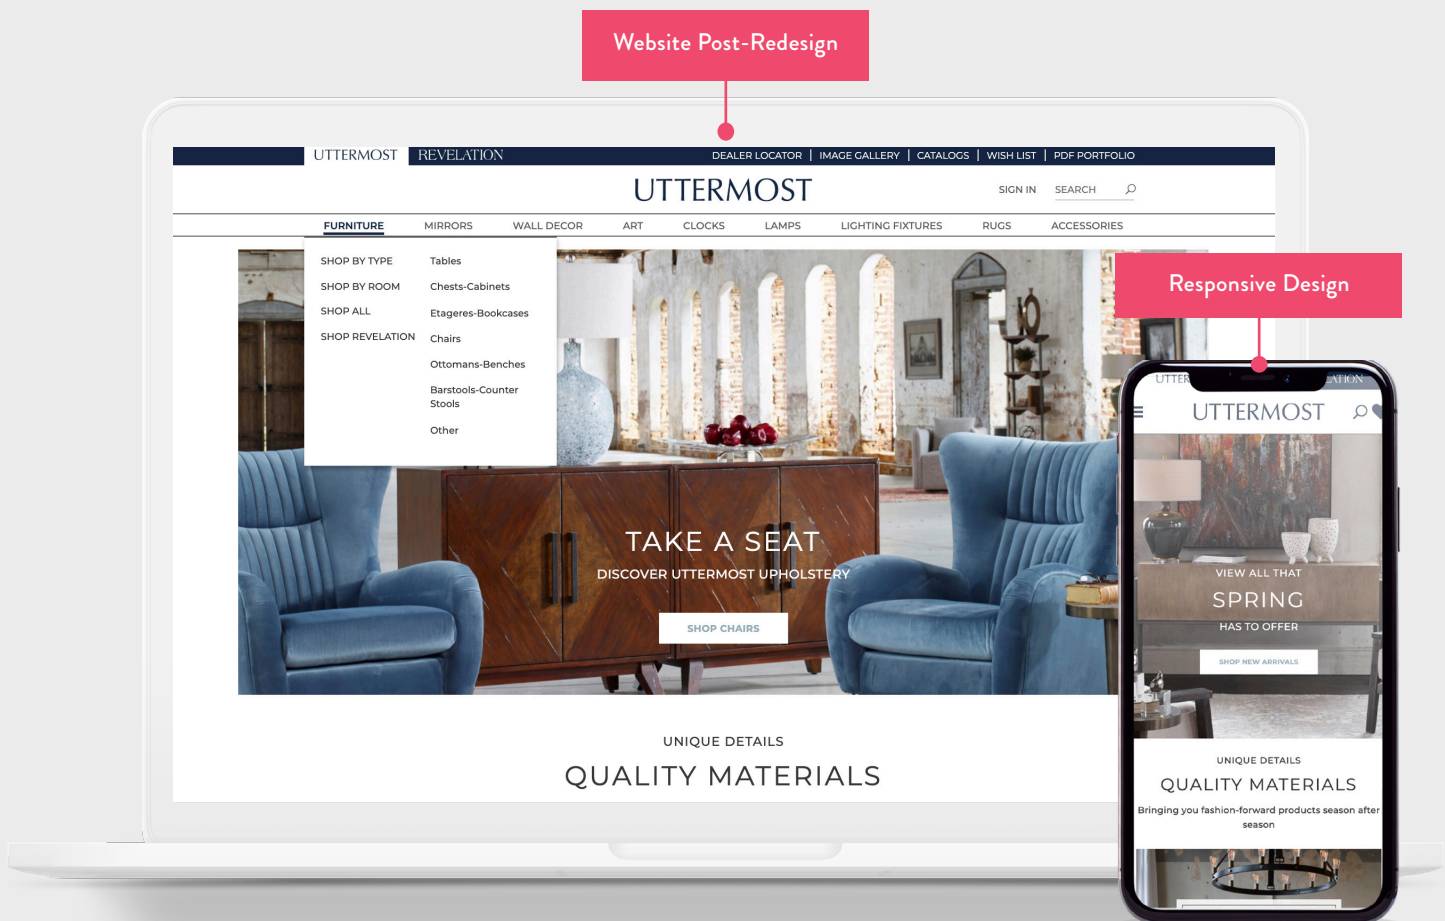 Website Post-Redesign
UTTERMOST REVELATION
DEALER LOCATOR | IMAGE GALLERY | CATALOGS | WISH LIST | PDF PORTFOLIO
UTTERMOST
SIGN IN SEARCH
FURNITURE MIRRORS WALL DECOR ART CLOCKS LAMPS LIGHTING FIXTURES RUGS ACCESSORIES
SHOP BY TYPE
SHOP BY ROOM
SHOP ALL
SHOP REVELATION
Tables
Chests-Cabinets
Etageres-Bookcases
Chairs
Ottomans-Benches
Barstools-Counter
Stools
Other
TAKE A SEAT
DISCOVER UTTERMOST UPHOLSTERY
SHOP CHAIRS
UNIQUE DETAILS
QUALITY MATERIALS
Responsive Design
UTTER ATION
UTTERMOST
VIEW ALL THAT
SPRING
HAS TO OFFER
SHOP NEW ARRIVALS
UNIQUE DETAILS
QUALITY MATERIALS
Bringing you fashion-forward products season after
season